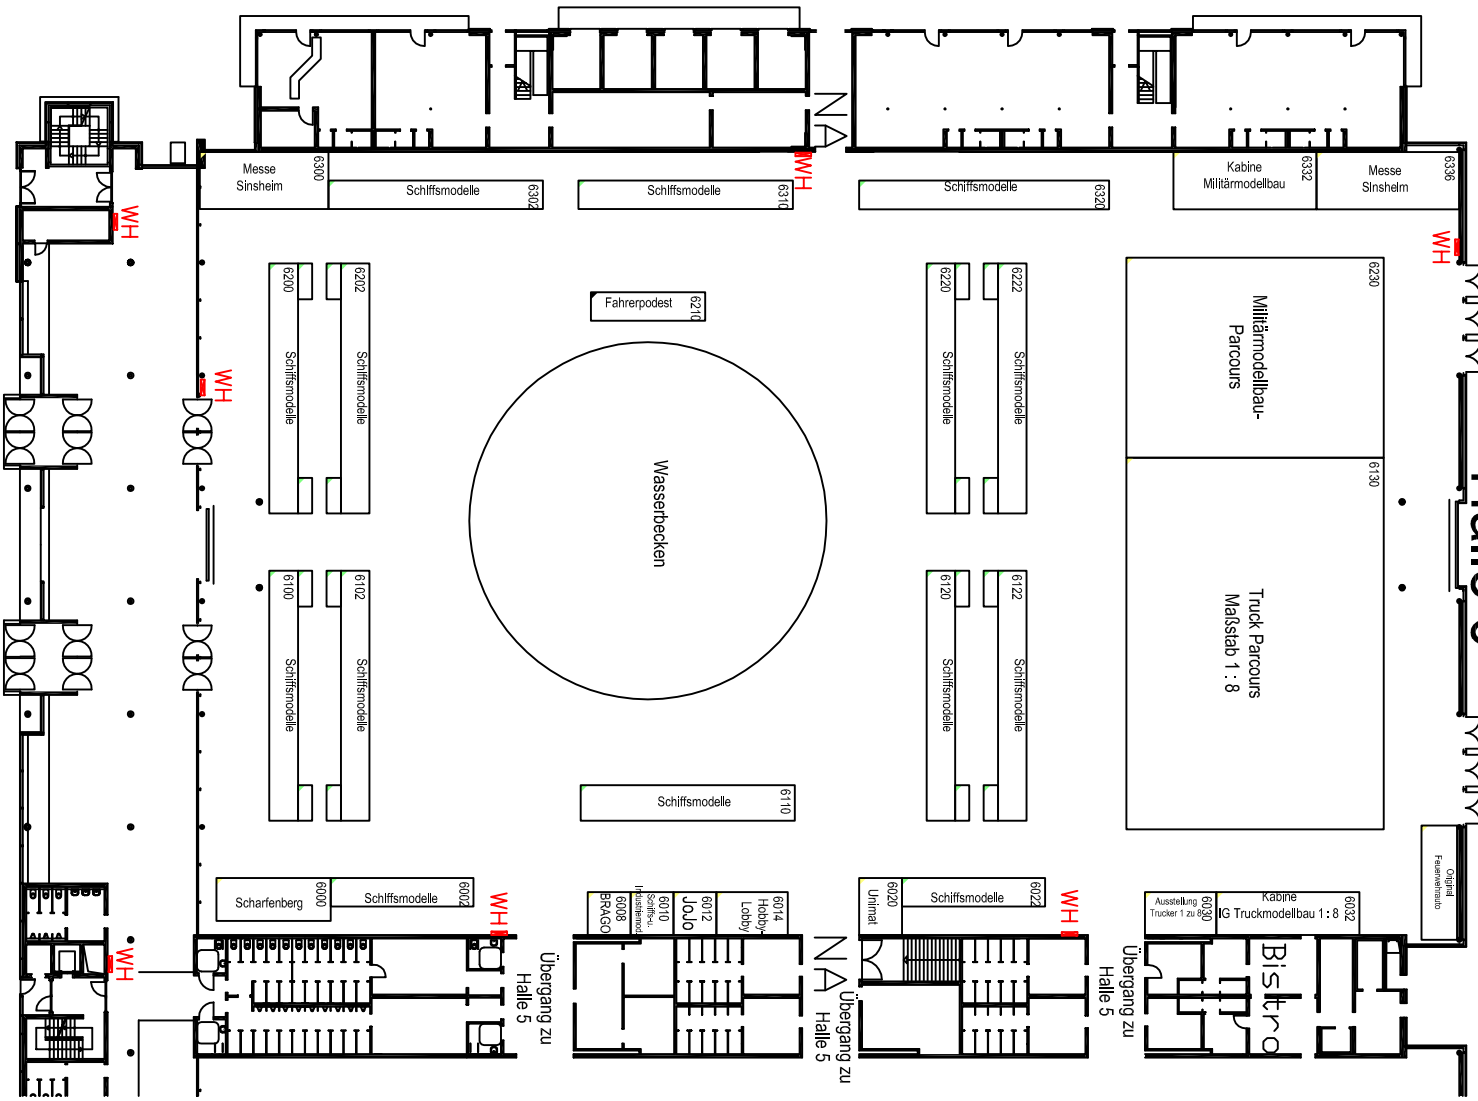 Messe
Sinsheim
6300
Schiffsmodelle
6302
Schiffsmodelle
6310
WH
Schiffsmodelle
6320
Kabine
Militärmodellbau
6332
Messe
Sinsheim
6336
WH
WH
6200
Schiffsmodelle
6202
Schiffsmodelle
Fahrerpodest
6210
6220
Schiffsmodelle
6222
Schiffsmodelle
6230
Militärmodellbau-
Parcours
WH
Wasserbecken
6130
Truck Parcours
Maßstab 1 : 8
6100
Schiffsmodelle
6102
Schiffsmodelle
6120
Schiffsmodelle
6122
Schiffsmodelle
Schiffsmodelle
6110
Original
Feuerwehrauto
Scharfenberg
6000
Schiffsmodelle
6002
WH
6008
BRAGO
6010
Schiffs-u.
Industriemod.
6012
JoJo
6014
Hobby-
Lobby
6020
Unimat
Schiffsmodelle
6022
WH
Ausstellung
Trucker 1 zu 8
6030
Kabine
IG Truckmodellbau 1 : 8
6032
WH
Übergang zu
Halle 5
Übergang zu
Halle 5
Übergang zu
Halle 5
Bistro
NA
NA